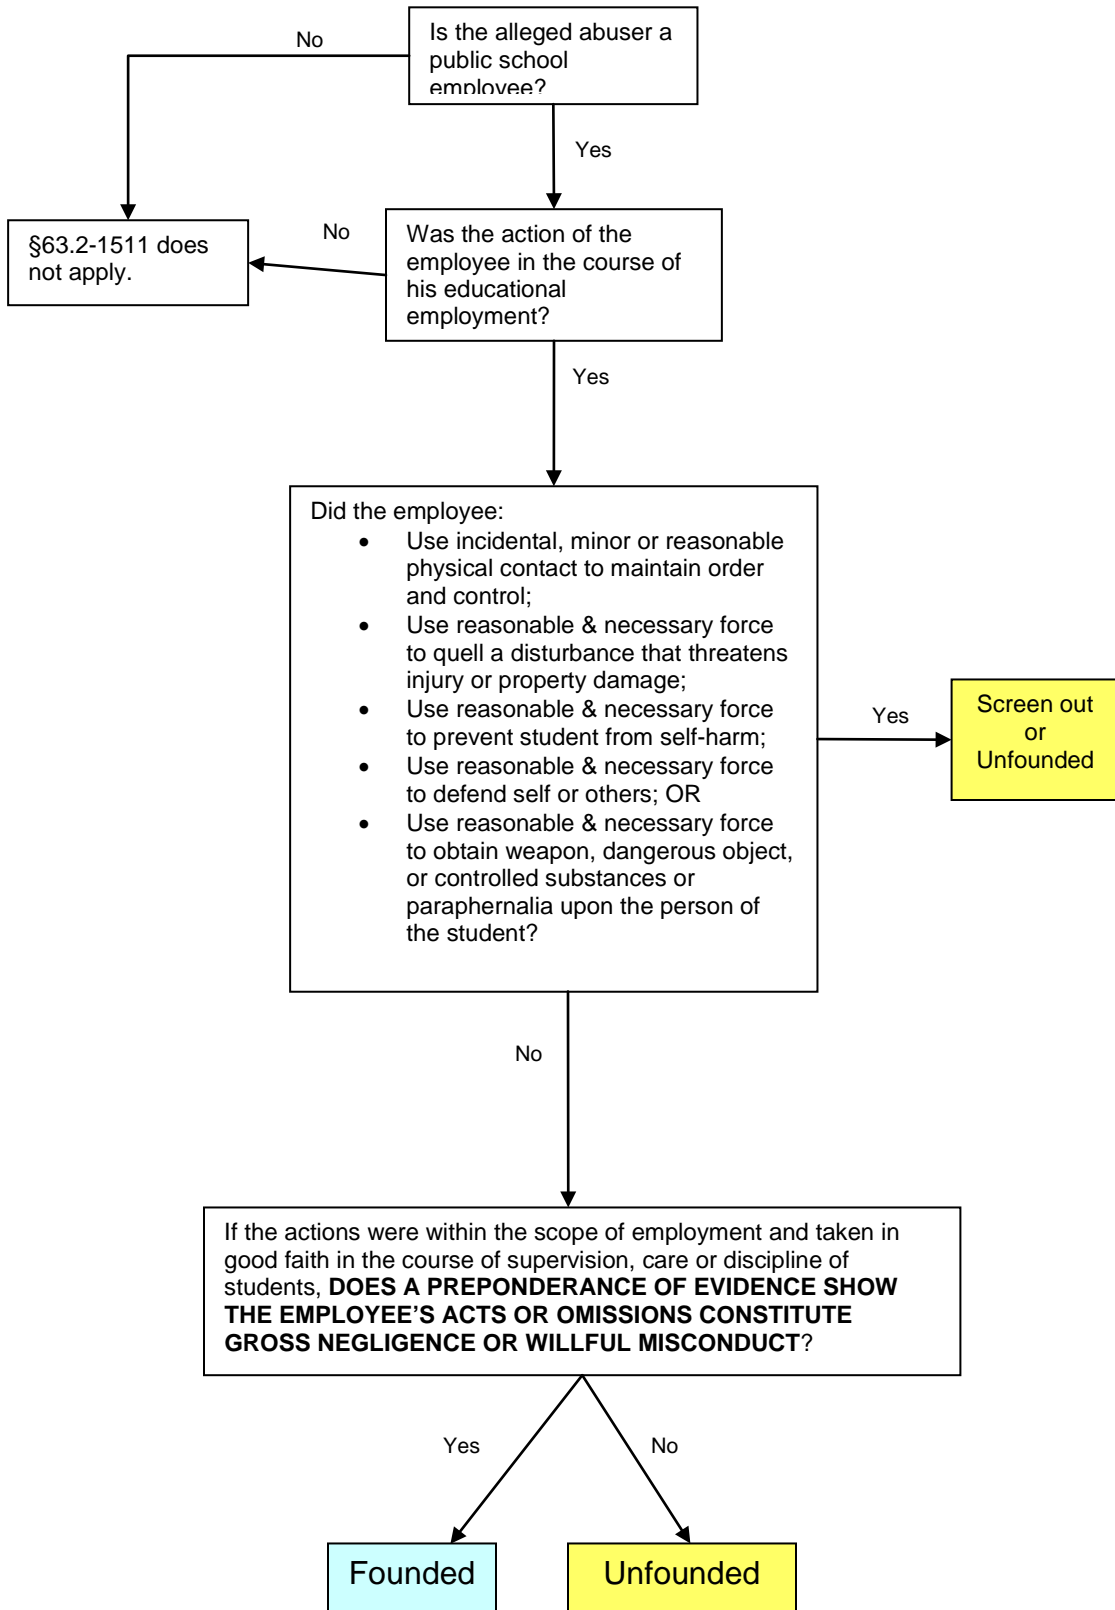 Is the alleged abuser a
public school
employee?
No
Yes
§63.2-1511 does
not apply.
No
Was the action of the
employee in the course of
his educational
employment?
Yes
Did the employee:
• Use incidental, minor or reasonable
physical contact to maintain order
and control;
• Use reasonable & necessary force
to quell a disturbance that threatens
injury or property damage;
• Use reasonable & necessary force
to prevent student from self-harm;
• Use reasonable & necessary force
to defend self or others; OR
• Use reasonable & necessary force
to obtain weapon, dangerous object,
or controlled substances or
paraphernalia upon the person of
the student?
Yes
Screen out
or
Unfounded
No
If the actions were within the scope of employment and taken in
good faith in the course of supervision, care or discipline of
students, DOES A PREPONDERANCE OF EVIDENCE SHOW
THE EMPLOYEE’S ACTS OR OMISSIONS CONSTITUTE
GROSS NEGLIGENCE OR WILLFUL MISCONDUCT?
Yes
No
Founded
Unfounded